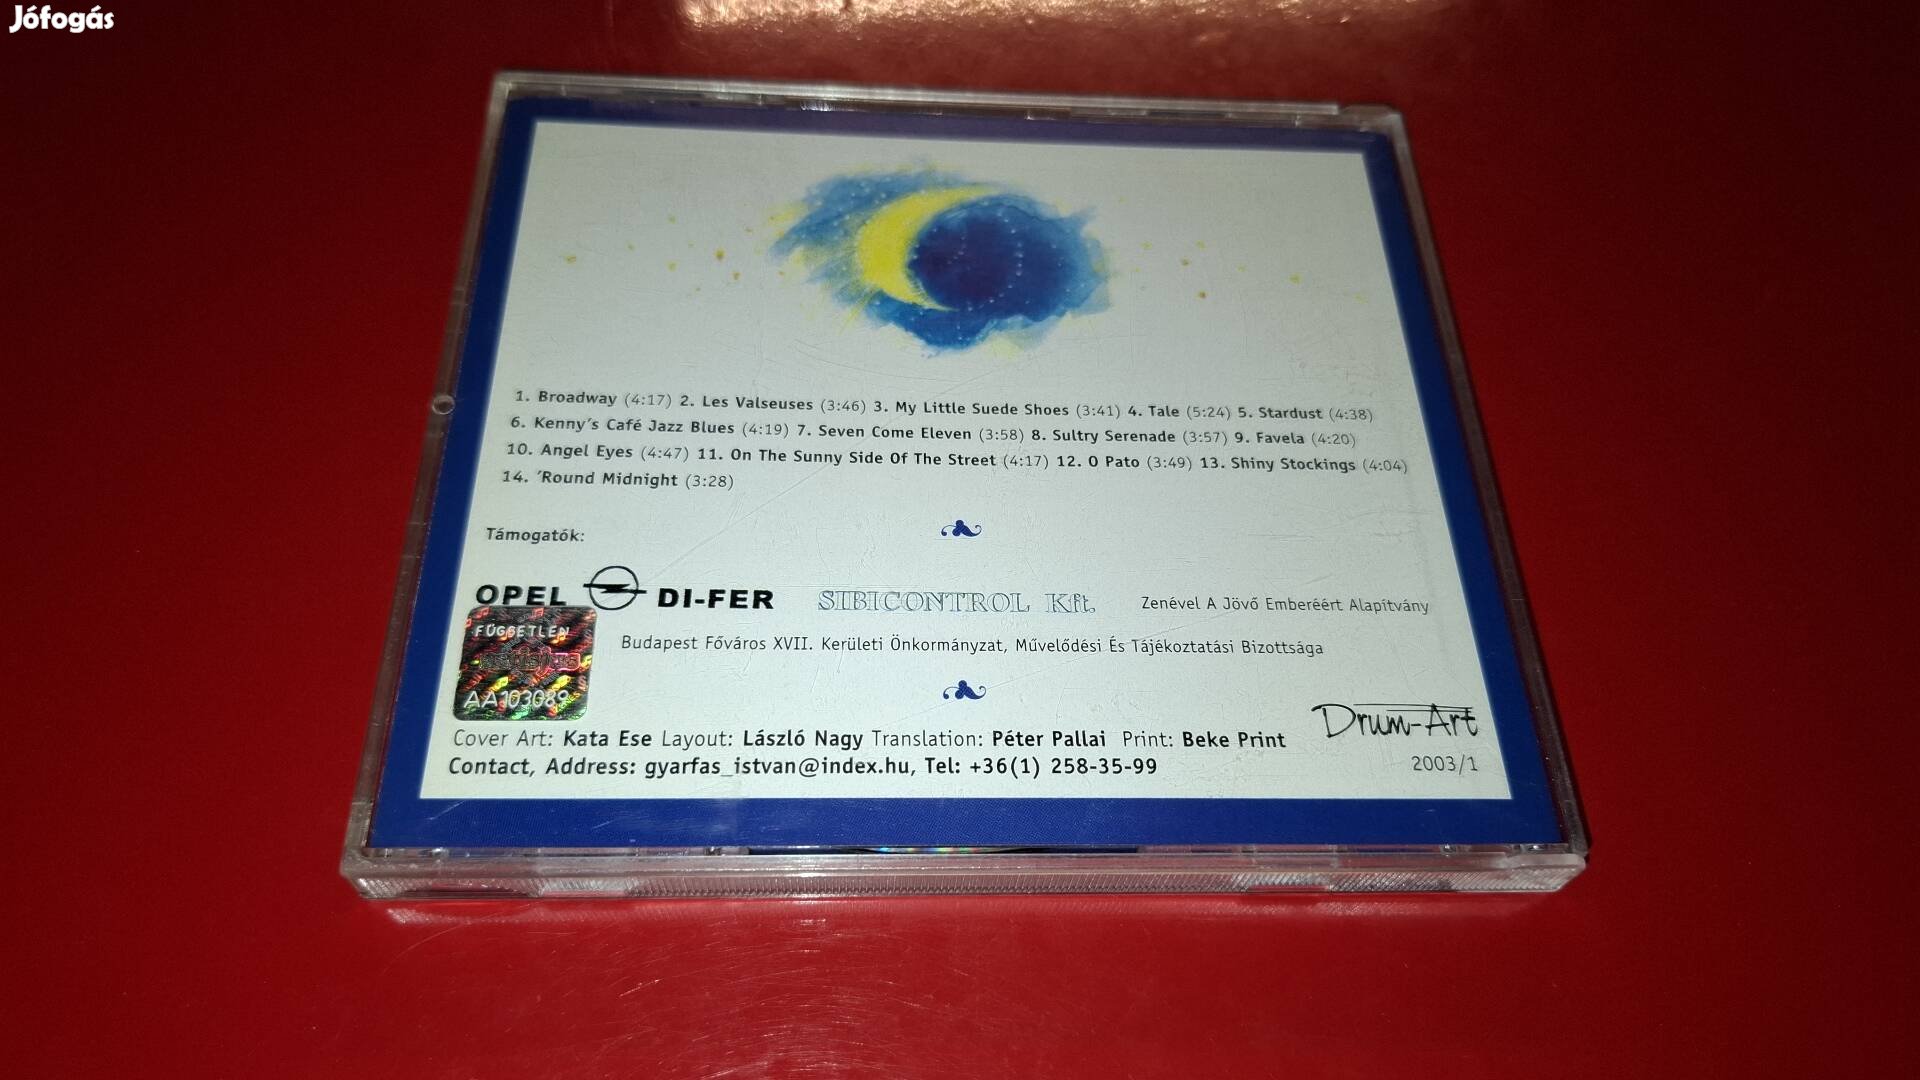 Jófogás
1. Broadway (4:17) 2. Les Valseuses (3:46) 3. My Little Suede Shoes (3:41) 4. Tale (5:24) 5. Stardust (4:38)
6. Kenny's Café Jazz Blues (4:19) 7. Seven Come Eleven (3:58) 8. Sultry Serenade (3:57) 9. Favela (4:20)
10. Angel Eyes (4:47) 11. On The Sunny Side Of The Street (4:17) 12. O Pato (3:49) 13. Shiny Stockings (4:04)
14. 'Round Midnight (3:28)
Támogatók:
OPEL DI-FER SIBICONTROL Kft. Zenével A Jövő Emberéért Alapítvány
FÜGGETLEN
AA103089
Budapest Főváros XVII. Kerületi Önkormányzat, Művelődési És Tájékoztatási Bizottsága
Drum-Art
2003/1
Cover Art: Kata Ese Layout: László Nagy Translation: Péter Pallai Print: Beke Print
Contact, Address: gyarfas_istvan@index.hu, Tel: +36(1) 258-35-99